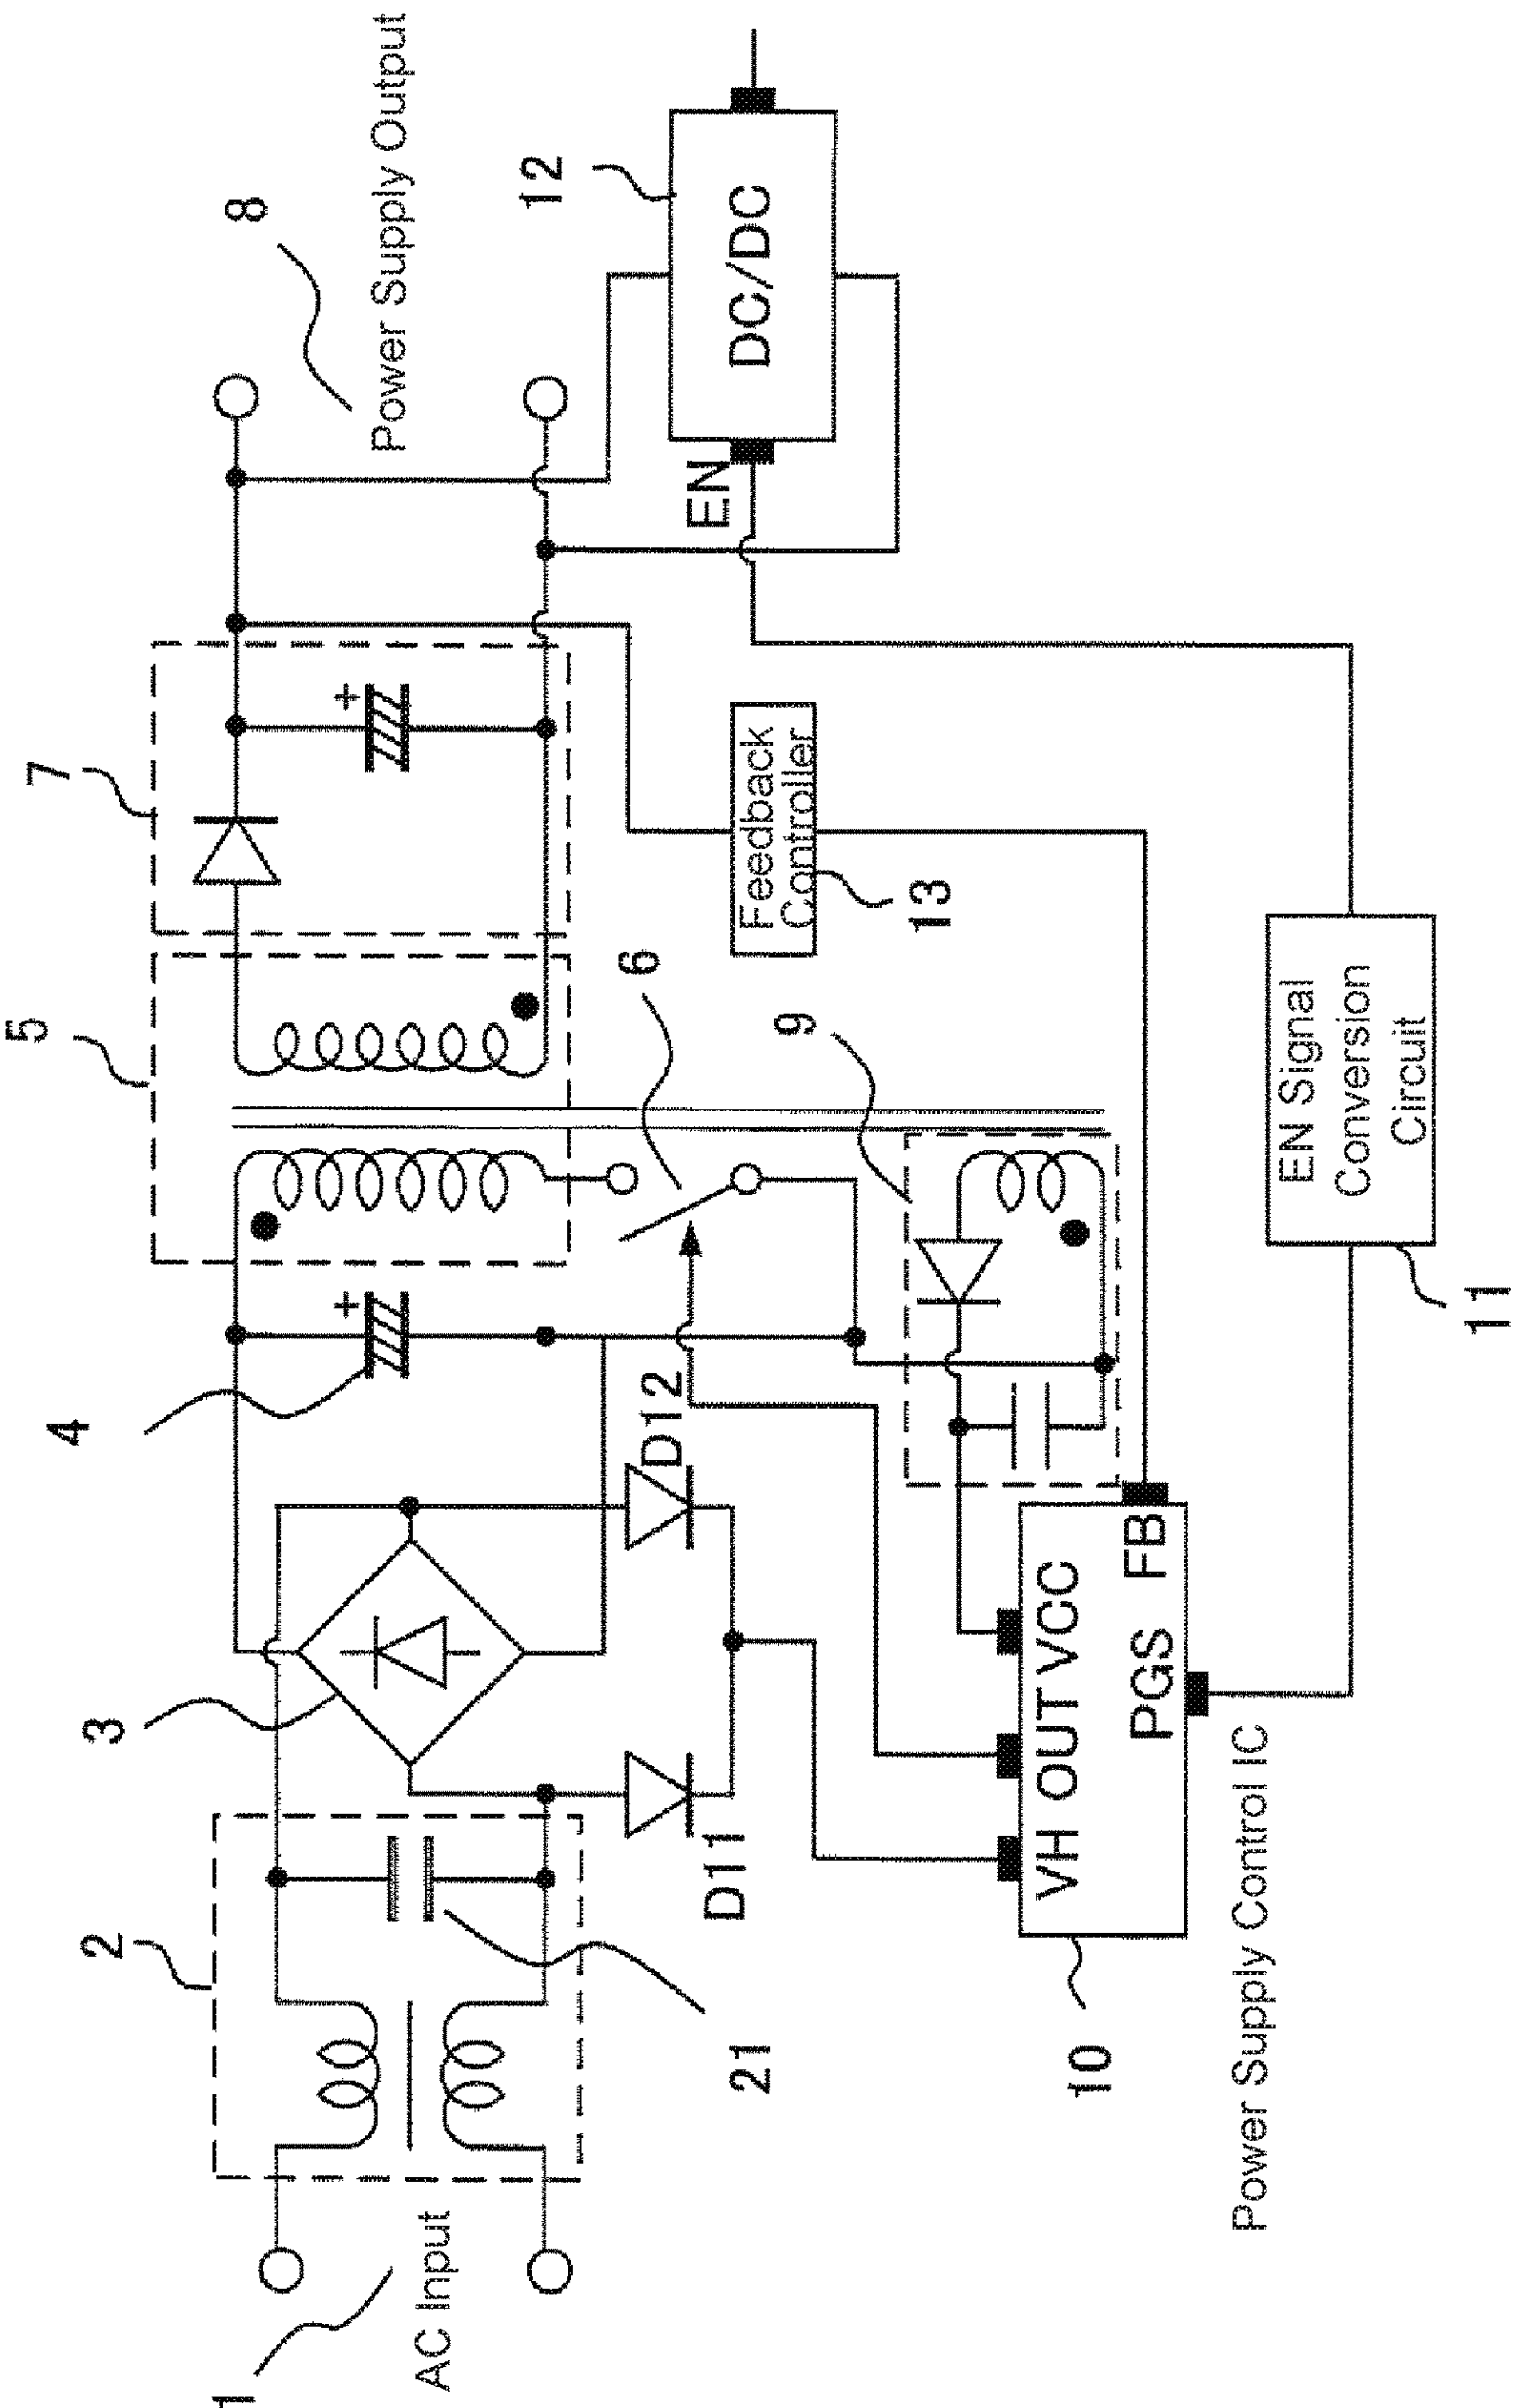 1
AC Input
2
21
3
4
D11
D12
5
6
7
8
Power Supply Output
9
10
Power Supply Control IC
VH
OUT
VCC
PGS
FB
11
EN Signal
Conversion
Circuit
12
DC/DC
EN
13
Feedback
Controller
+
+